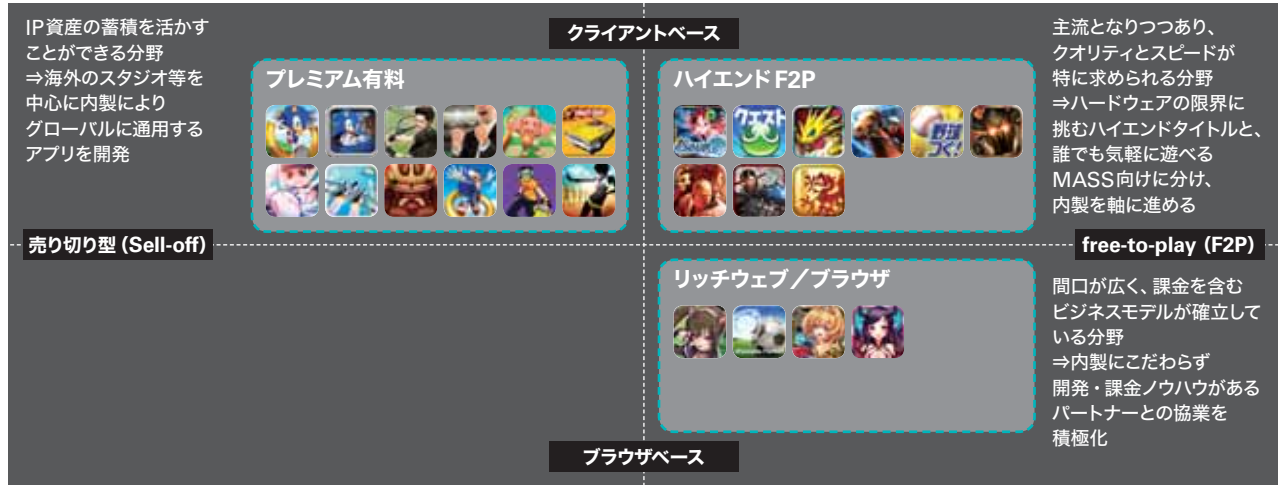 IP資産の蓄積を活かす
ことができる分野
⇒海外のスタジオ等を
中心に内製により
グローバルに通用する
アプリを開発
クライアントベース
プレミアム有料
ハイエンドF2P
クエスト
野球
つく!
主流となりつつあり、
クオリティとスピードが
特に求められる分野
⇒ハードウェアの限界に
挑むハイエンドタイトルと、
誰でも気軽に遊べる
MASS向けに分け、
内製を軸に進める
売り切り型(Sell-off)
free-to-play(F2P)
リッチウェブ/ブラウザ
間口が広く、課金を含む
ビジネスモデルが確立して
いる分野
⇒内製にこだわらず
開発・課金ノウハウがある
パートナーとの協業を
積極化
ブラウザベース